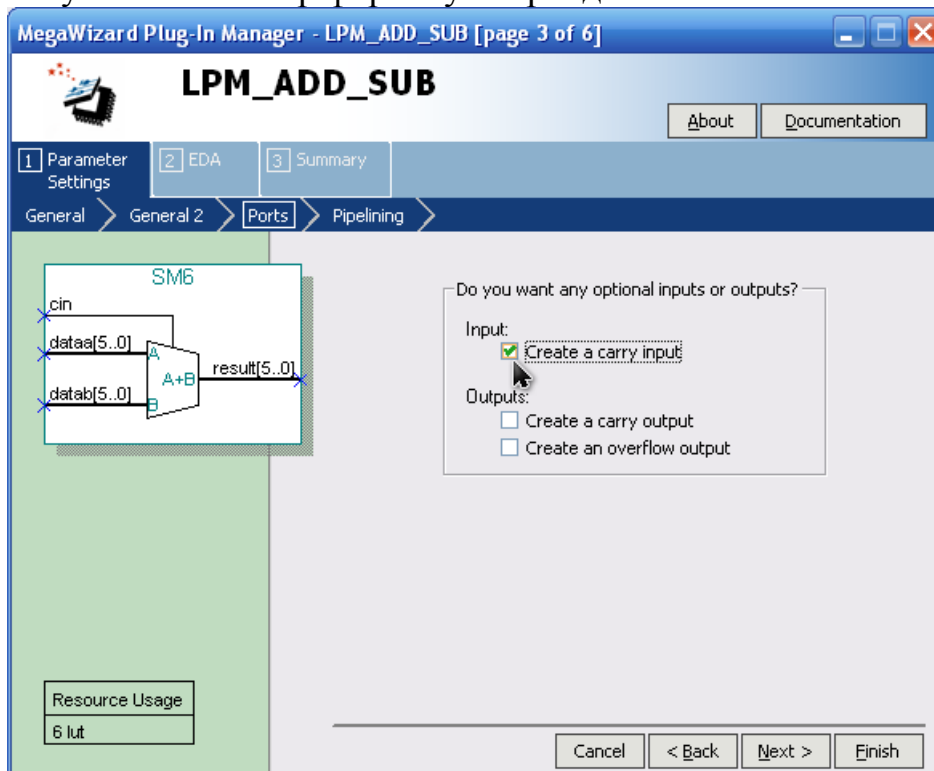 MegaWizard Plug-In Manager - LPM_ADD_SUB [page 3 of 6]
LPM_ADD_SUB
About
Documentation
1 Parameter Settings
2 EDA
3 Summary
General
General 2
Ports
Pipelining
SM6
cin
dataa[5..0]
A
A+B
result[5..0]
datab[5..0]
B
Do you want any optional inputs or outputs?
Input:
Create a carry input
Outputs:
Create a carry output
Create an overflow output
Resource Usage
6 lut
Cancel
< Back
Next >
Finish